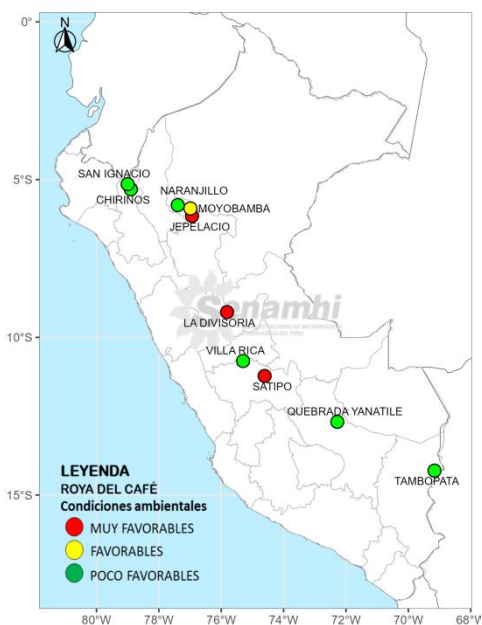 0°
N
SAN IGNACIO
5°S
CHIRINOS
NARANJILLO
MOYOBAMBA
JEPELACIO
Senamhi
LA DIVISORIA
10°S
VILLA RICA
SATIPO
QUEBRADA YANATILE
TAMBOPATA
LEYENDA
ROYA DEL CAFÉ
Condiciones ambientales
15°S
MUY FAVORABLES
FAVORABLES
POCO FAVORABLES
80°W 78°W 76°W 74°W 72°W 70°W 68°W